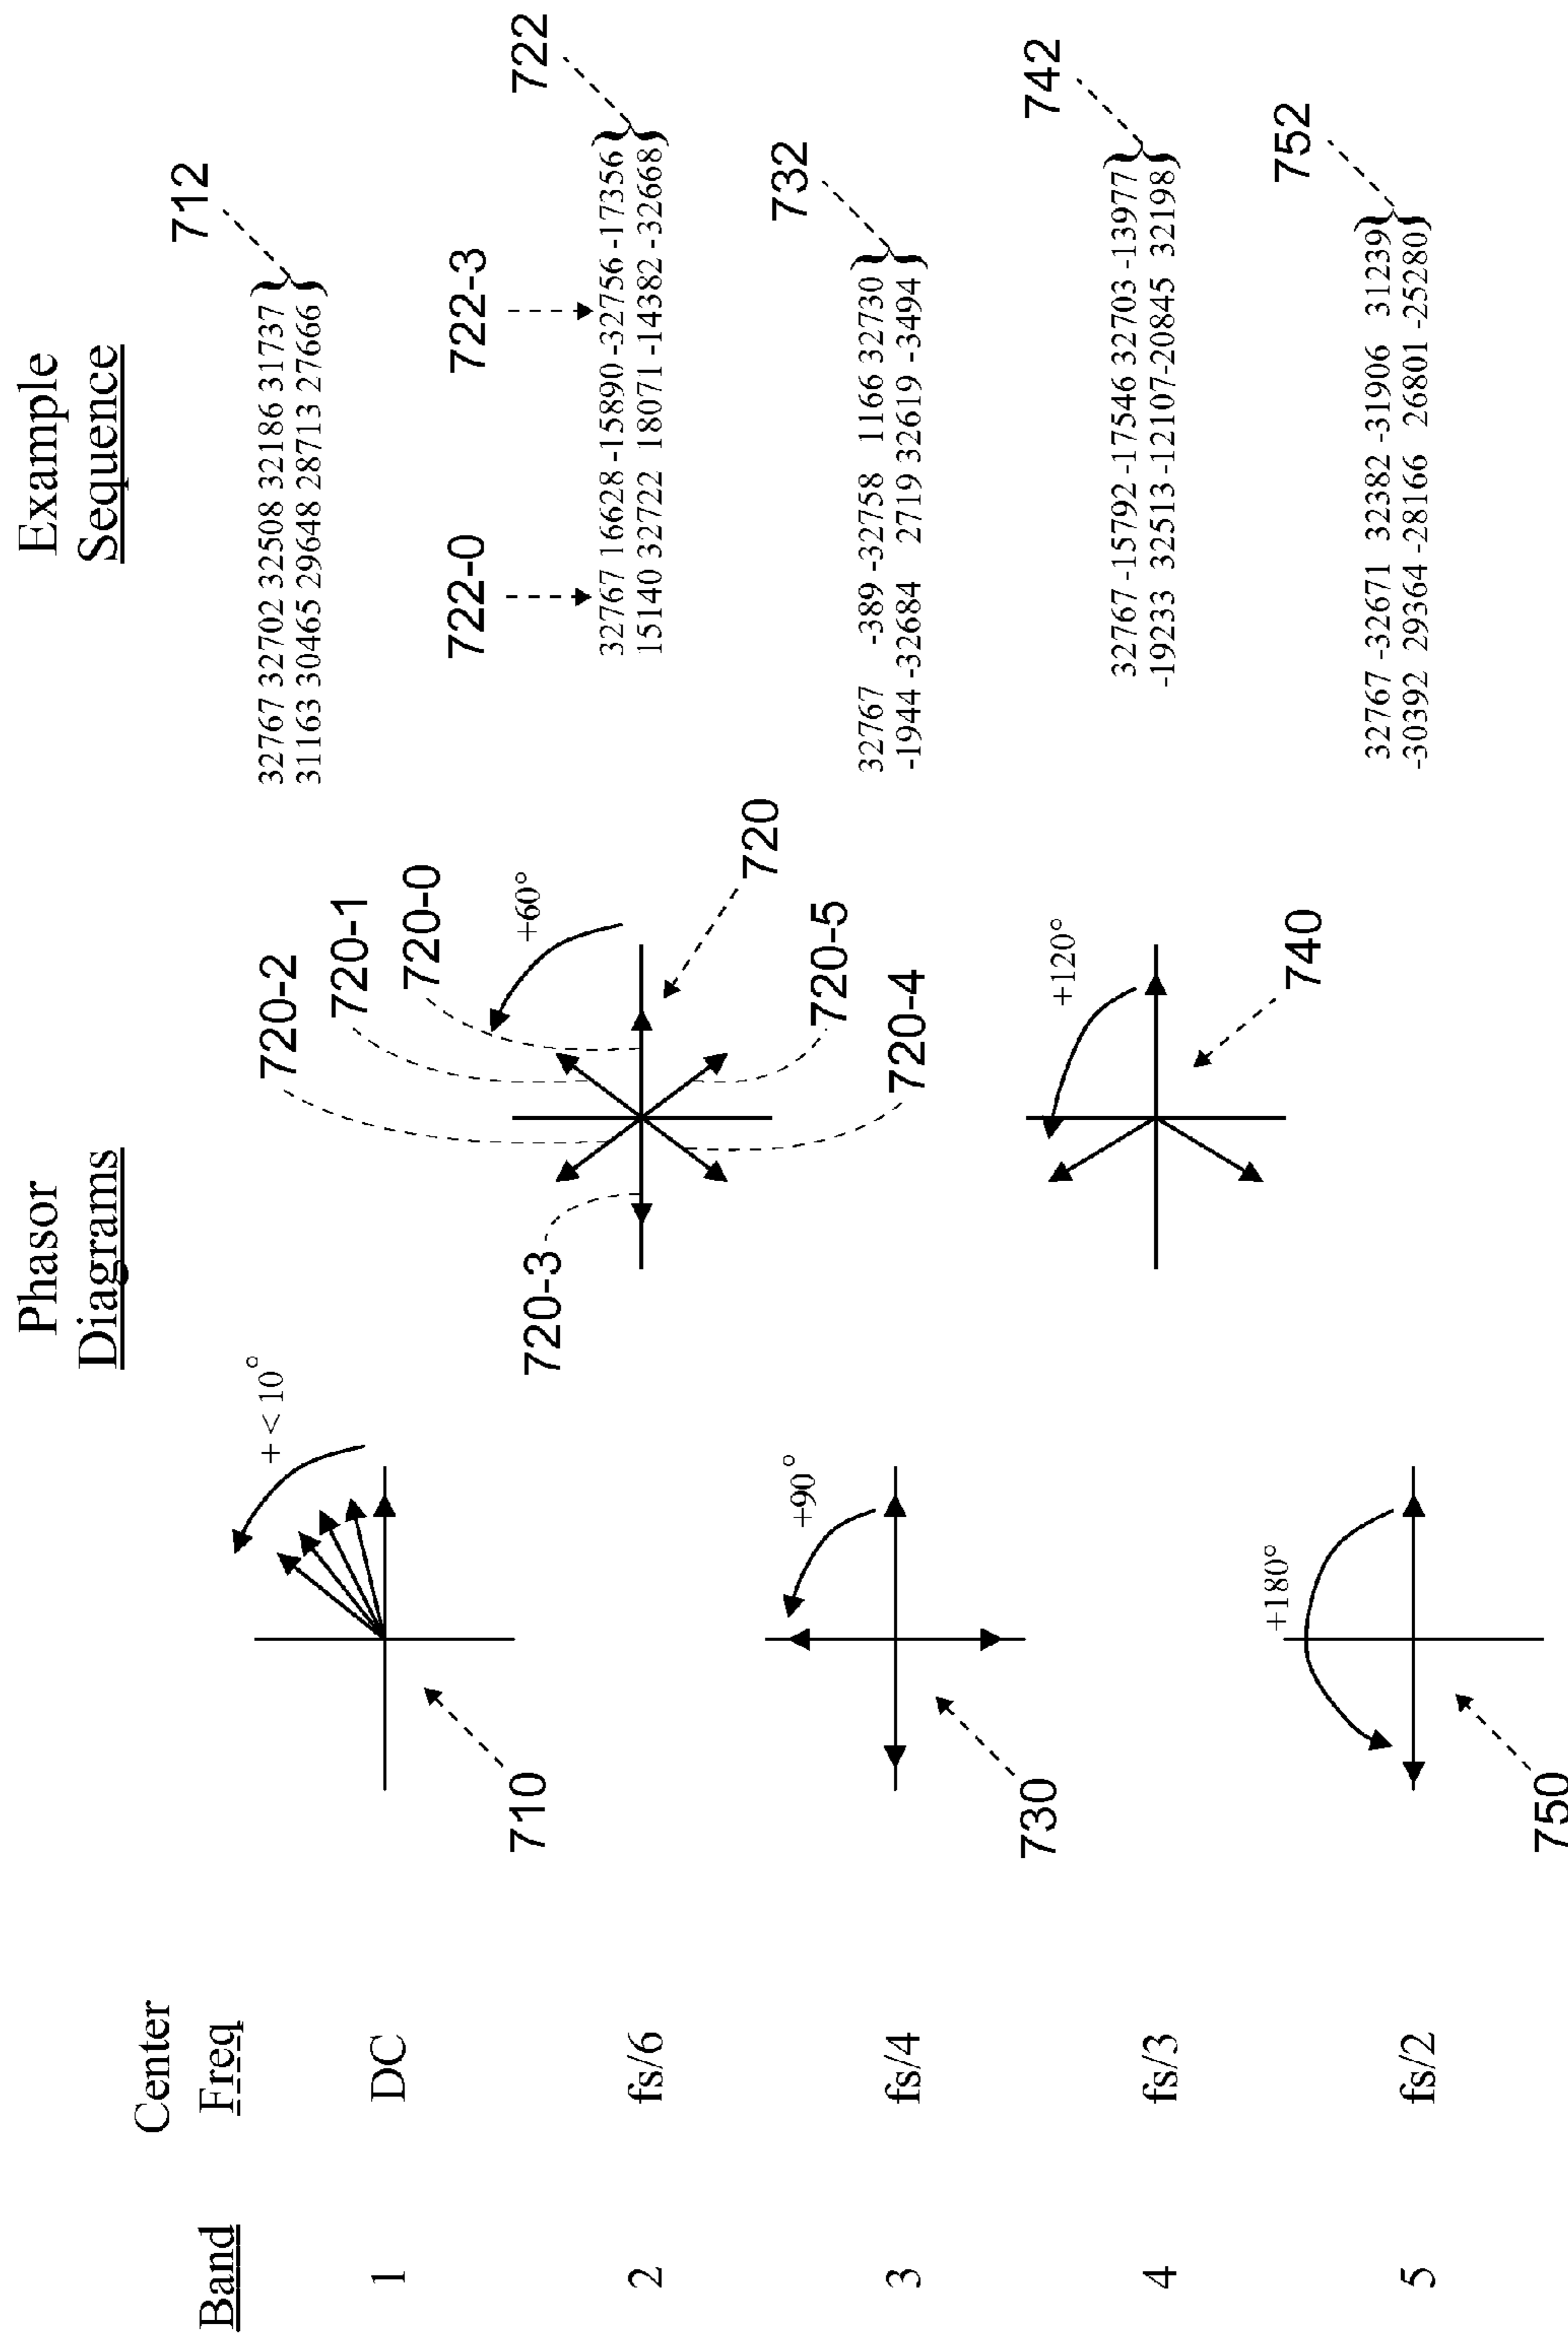 Band
Center
Freq
Phasor
Diagrams
Example
Sequence
1
DC
710
+ < 10°
32767 32702 32508 32186 31737
31163 30465 29648 28713 27666
712
2
fs/6
720-3
720-2
720-1
720-0
+60°
720
720-5
720-4
722-0
722-3
32767 16628 -15890 -32756 -17356
15140 32722 18071 -14382 -32668
722
3
fs/4
730
+90°
32767 -389 -32758 1166 32730
-1944 -32684 2719 32619 -3494
732
4
fs/3
+120°
740
32767 -15792 -17546 32703 -13977
-19233 32513 -12107 -20845 32198
742
5
fs/2
750
+180°
32767 -32671 32382 -31906 31239
-30392 29364 -28166 26801 -25280
752